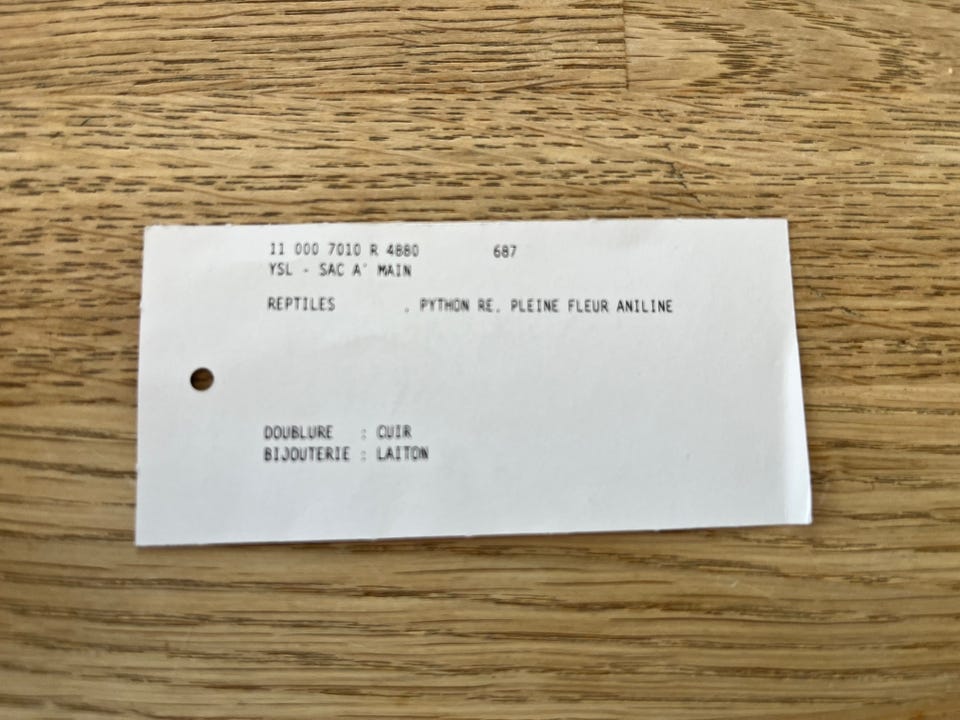 11 000 7010 R 4880 687
YSL - SAC A° MAIN
REPTILES . PYTHON RE. PLEINE FLEUR ANILINE
DOUBLURE : CUIR
BIJOUTERIE : LAITON